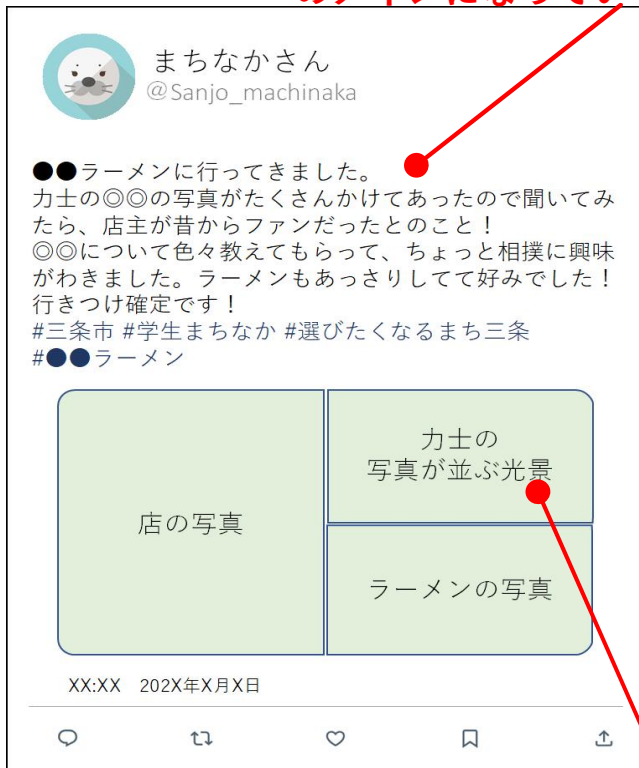 まちなかさん
@Sanjo_machinaka
●●ラーメンに行ってきました。
力士の◎◎の写真がたくさんかけてあったので聞いてみ
たら、店主が昔からファンだったとのこと！
◎◎について色々教えてもらって、ちょっと相撲に興味
がわきました。ラーメンもあっさりしてて好みでした！
行きつけ確定です！
#三条市 #学生まちなか #選びたくなるまち三条
#●●ラーメン
店の写真
力士の
写真が並ぶ光景
ラーメンの写真
XX:XX 202X年X月X日